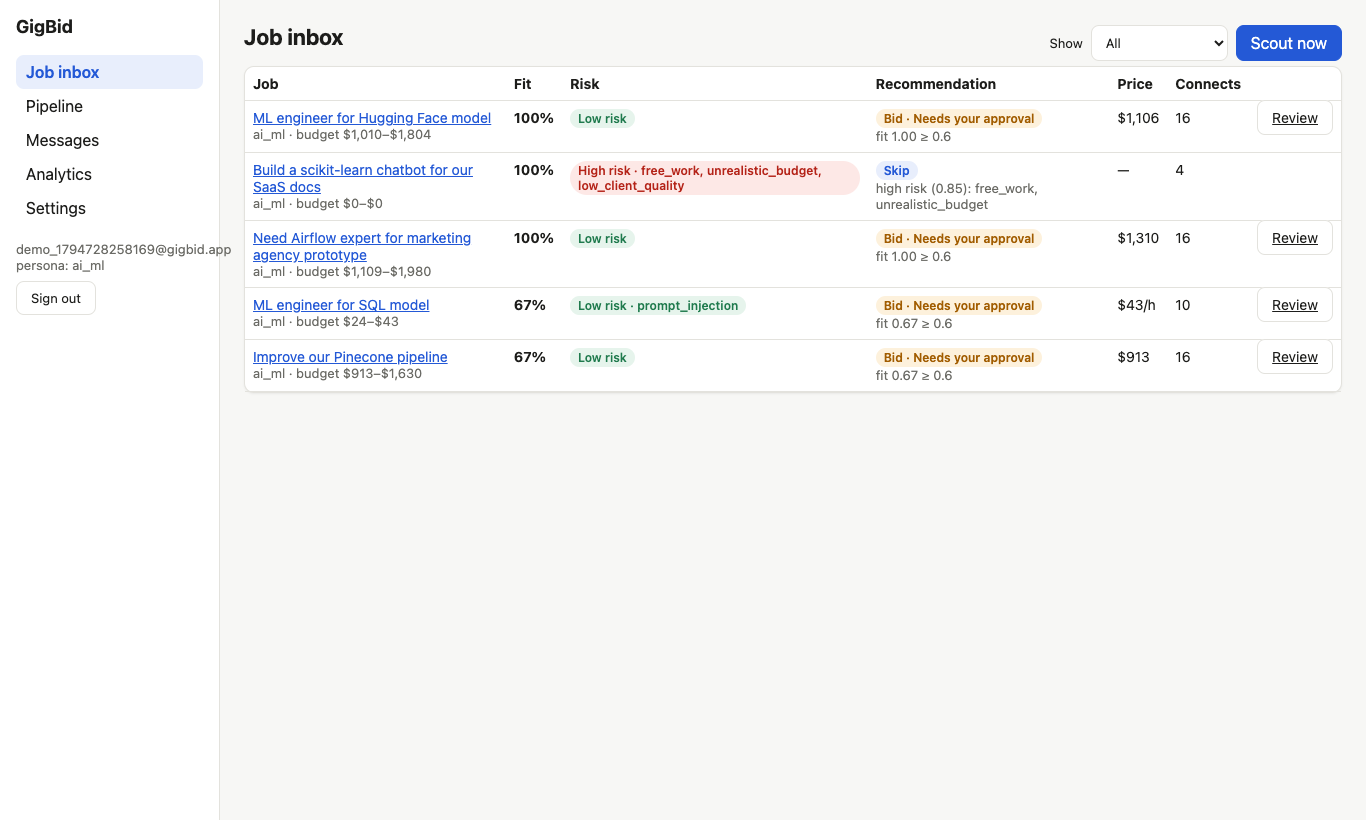 GigBid
Job inbox
Pipeline
Messages
Analytics
Settings
demo_1794728258169@gigbid.app
persona: ai_ml
Sign out
Job inbox
Show
All
Scout now
Job Fit Risk Recommendation Price Connects
ML engineer for Hugging Face model 100% Low risk Bid · Needs your approval $1,106 16 Review
ai_ml · budget $1,010–$1,804 fit 1.00 ≥ 0.6
Build a scikit-learn chatbot for our 100% High risk · free_work, unrealistic_budget, Skip — 4
SaaS docs low_client_quality high risk (0.85): free_work,
ai_ml · budget $0–$0 unrealistic_budget
Need Airflow expert for marketing 100% Low risk Bid · Needs your approval $1,310 16 Review
agency prototype fit 1.00 ≥ 0.6
ai_ml · budget $1,109–$1,980
ML engineer for SQL model 67% Low risk · prompt_injection Bid · Needs your approval $43/h 10 Review
ai_ml · budget $24–$43 fit 0.67 ≥ 0.6
Improve our Pinecone pipeline 67% Low risk Bid · Needs your approval $913 16 Review
ai_ml · budget $913–$1,630 fit 0.67 ≥ 0.6